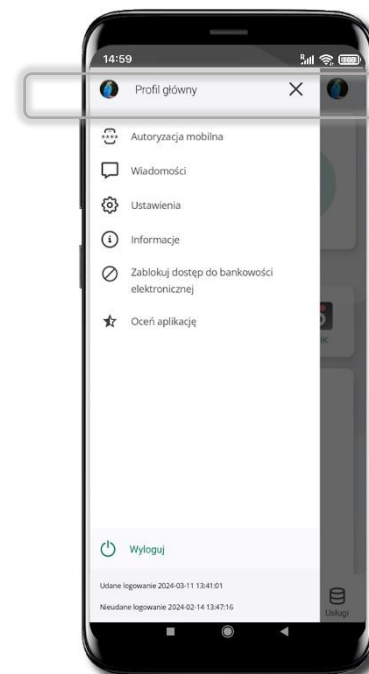 14:59
Profil główny
Autoryzacja mobilna
Wiadomości
Ustawienia
Informacje
Zablokuj dostęp do bankowości
elektronicznej
Oceń aplikację
Wyloguj
Udane logowanie 2024-03-11 13:41:01
Nieudane logowanie 2024-02-14 13:47:16
Usługi